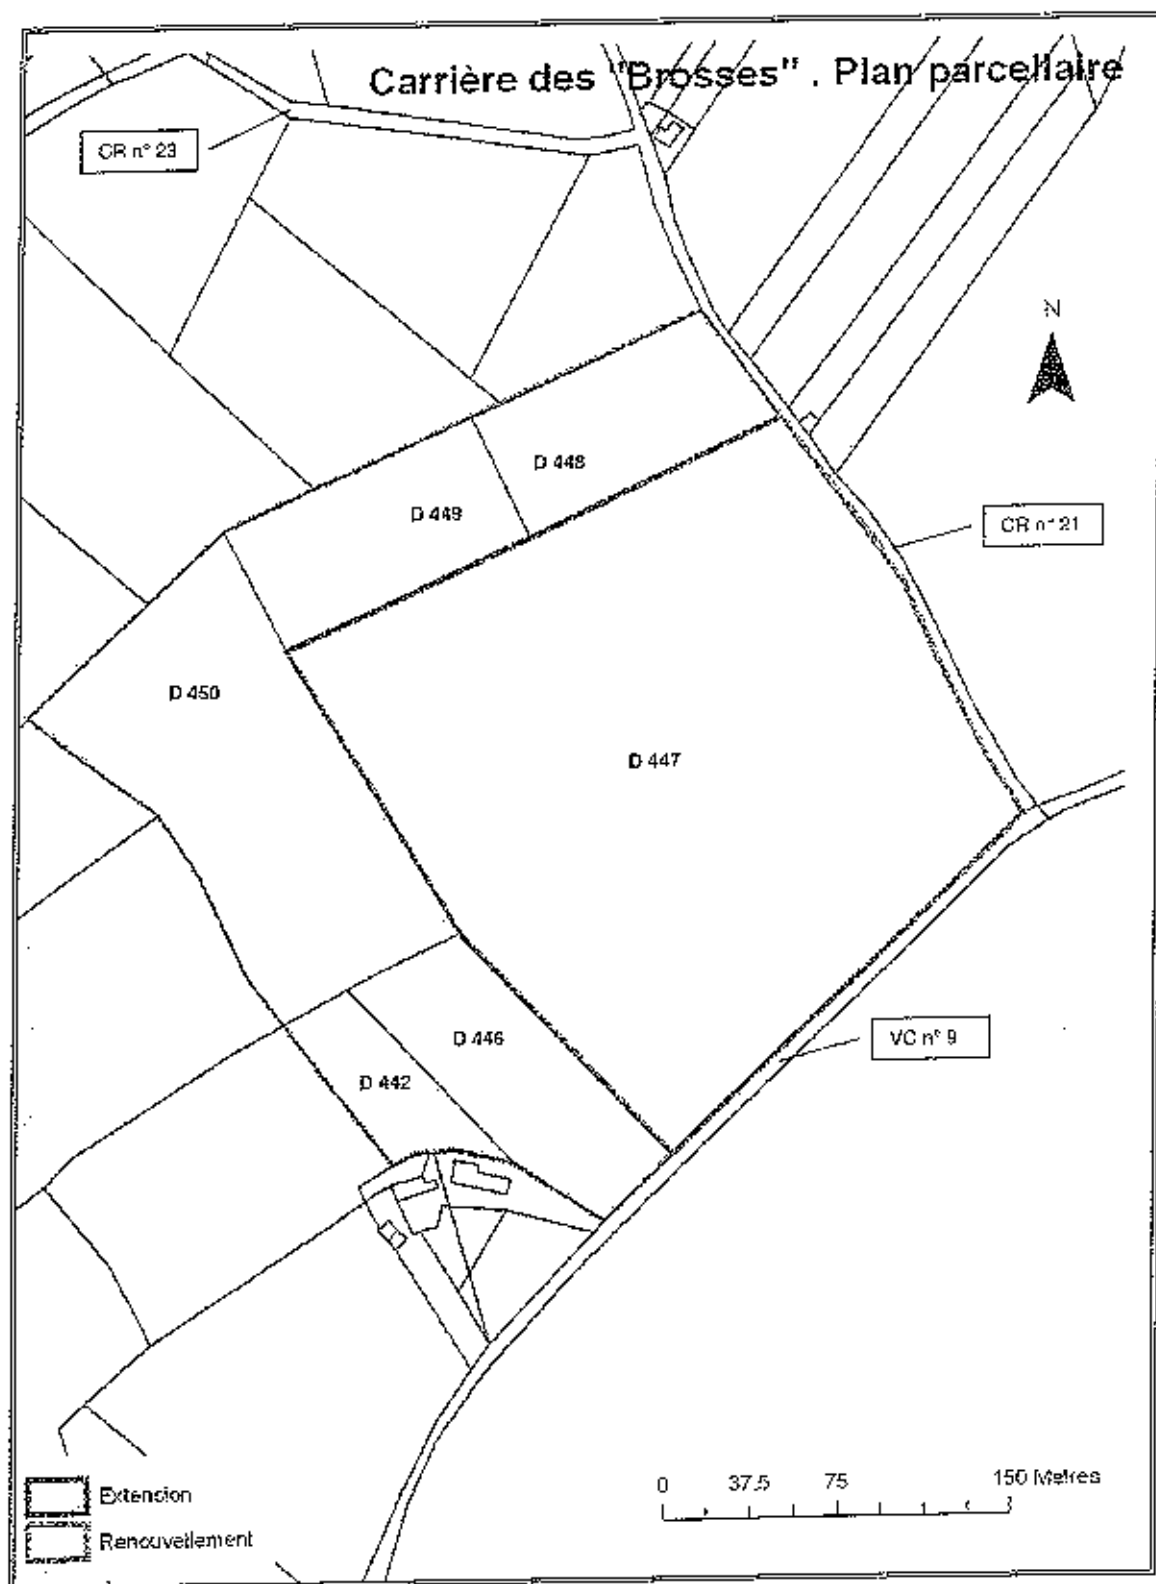 Carrière des "Brosses" . Plan parcellaire
CR n° 23
N
D 448
D 449
CR n° 21
D 450
D 447
D 446
VC n° 9
D 442
0 37.5 75 150 Metres
Extension
Renouvellement